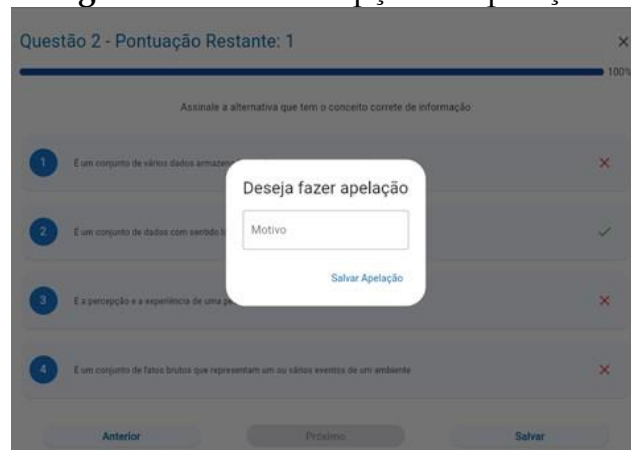 Questão 2 - Pontuação Restante: 1
100%
Assinale a alternativa que tem o conceito correte de informação
1 É um conjunto de vários dados
2 É um conjunto de dados com sentido
3 É a percepção e a experiência de uma
4 É um conjunto de fatos brutos que representam um ou vários eventos de um ambiente
Deseja fazer apelação
Motivo
Salvar Apelação
Anterior Próximo Salvar